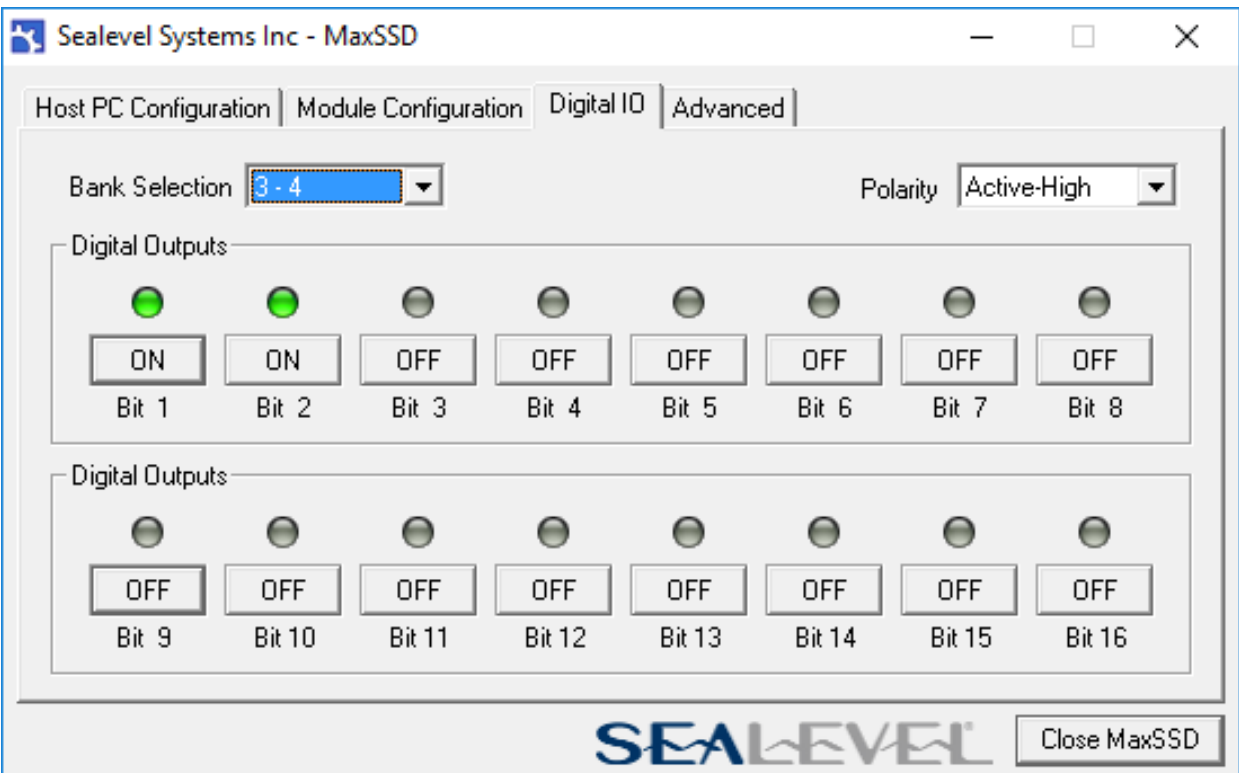 Sealevel Systems Inc - MaxSSD
Host PC Configuration Module Configuration Digital IO Advanced
Bank Selection 3 - 4 Polarity Active-High
Digital Outputs
ON ON OFF OFF OFF OFF OFF OFF
Bit 1 Bit 2 Bit 3 Bit 4 Bit 5 Bit 6 Bit 7 Bit 8
Digital Outputs
OFF OFF OFF OFF OFF OFF OFF OFF
Bit 9 Bit 10 Bit 11 Bit 12 Bit 13 Bit 14 Bit 15 Bit 16
SEALEVEL® Close MaxSSD